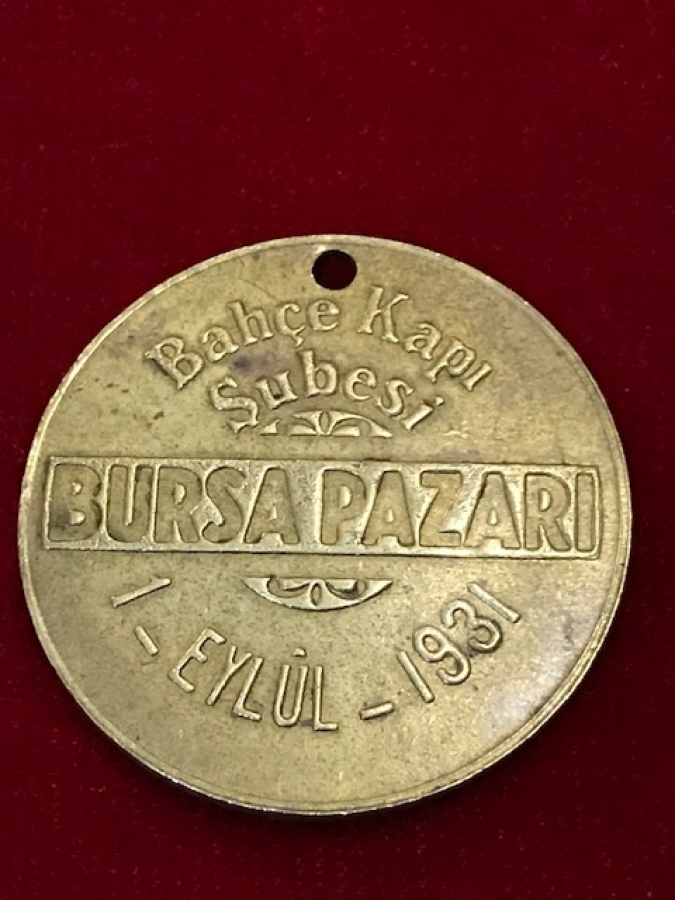 Bahçe Kapı
Şubesi
BURSA PAZARI
1 - EYLÜL - 1931